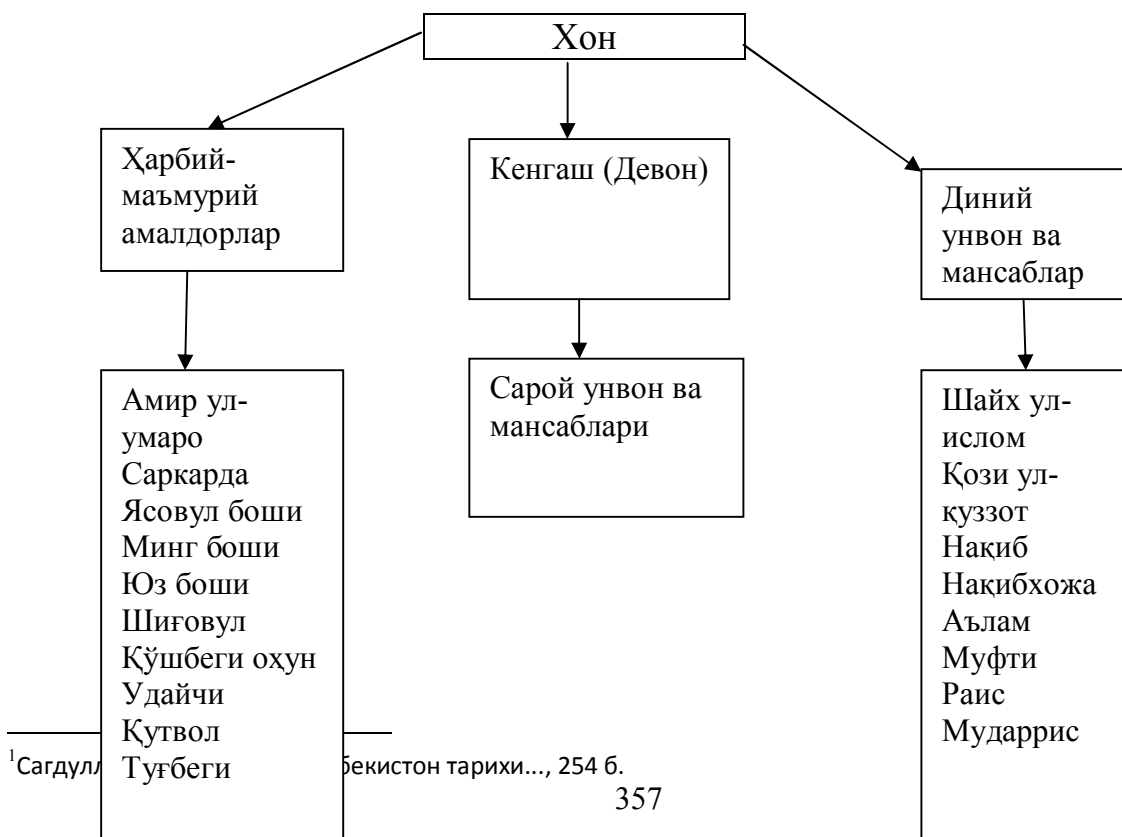 Хон
Ҳарбий-
маъмурий
амалдорлар
Кенгаш (Девон)
Диний
унвон ва
мансаблар
Амир ул-
умаро
Саркарда
Ясовул боши
Минг боши
Юз боши
Шиғовул
Қўшбеги оҳун
Удайчи
Қутвол
Туғбеги
Сарой унвон ва
мансаблари
Шайх ул-
ислом
Қози ул-
қуззот
Нақиб
Нақибхожа
Аълам
Муфти
Раис
Мударрис
1 тарихи..., 254 б.
357